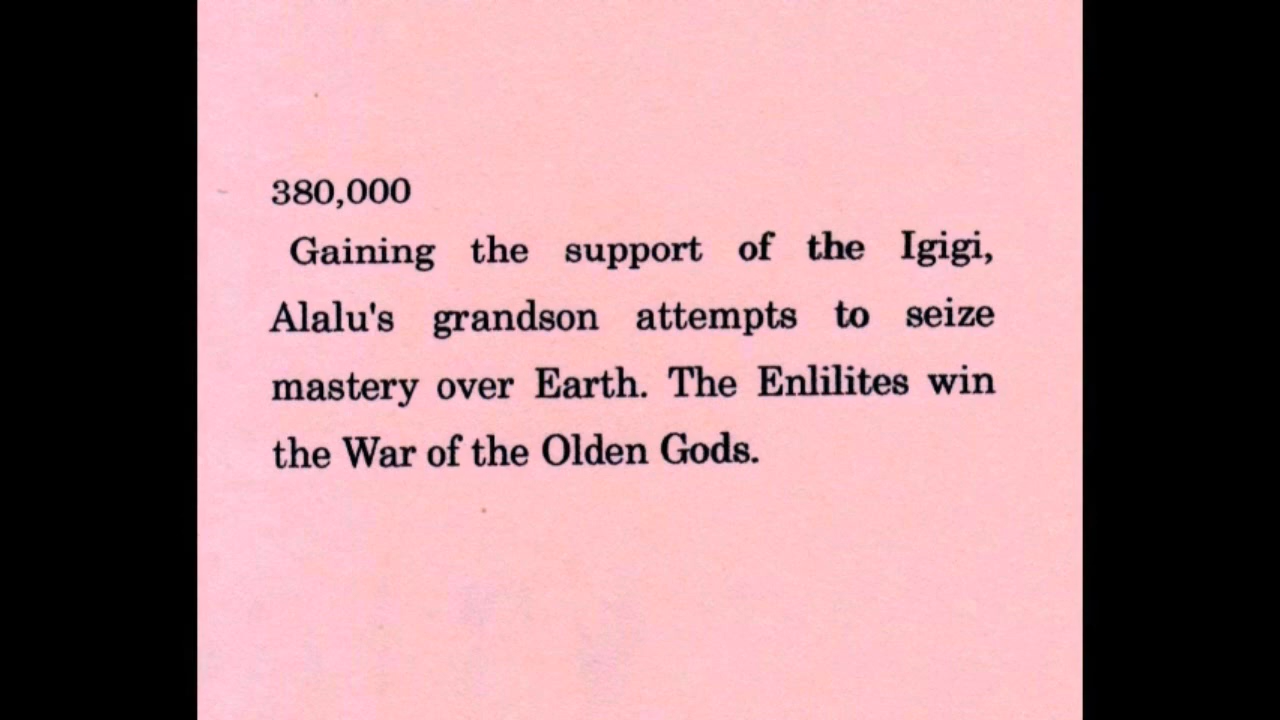 380,000
Gaining the support of the Igigi,
Alalu's grandson attempts to seize
mastery over Earth. The Enlilites win
the War of the Olden Gods.